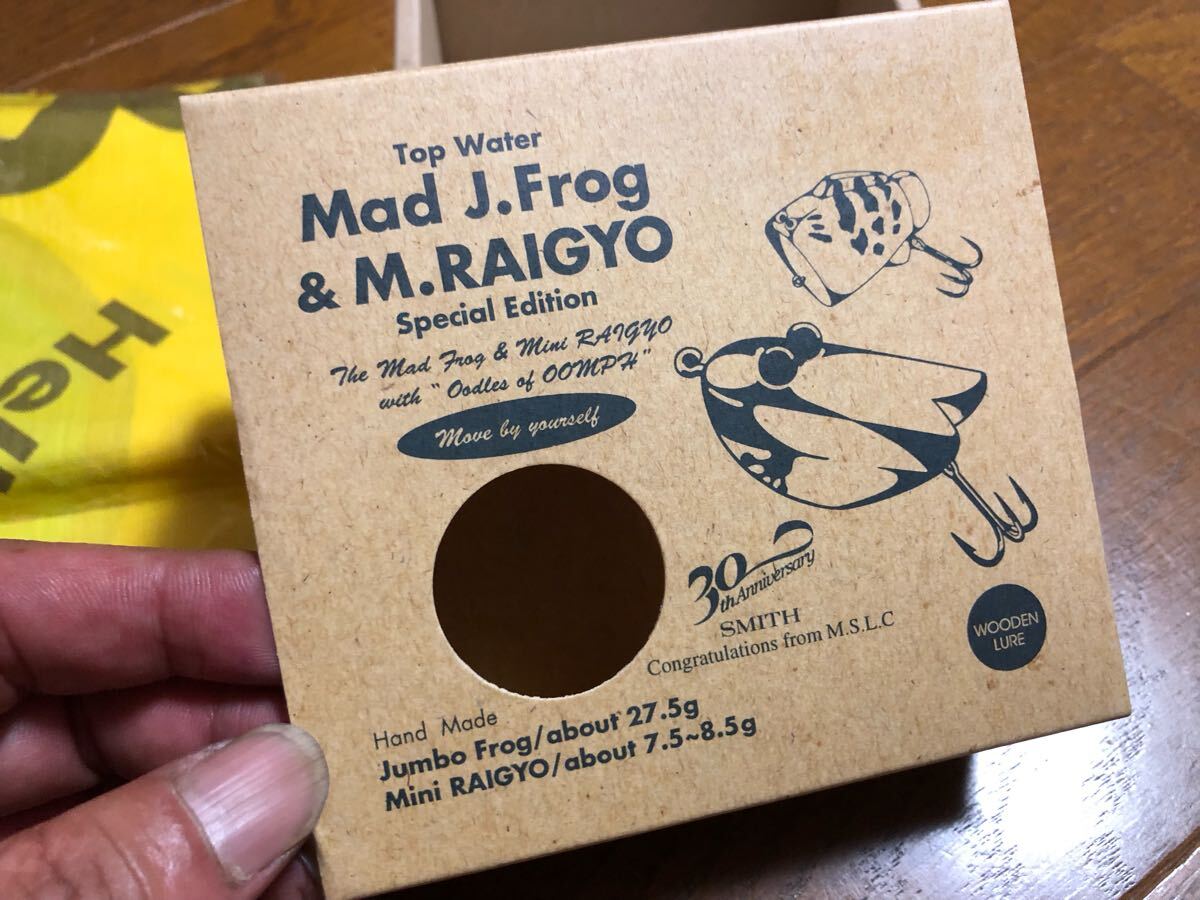 Top Water
Mad J.Frog
& M.RAIGYO
Special Edition
The Mad Frog & Mini RAIGYO
with "Oodles of OOMPH"
Move by yourself
30
thAnniversary
SMITH
Congratulations from M.S.L.C
WOODEN
LURE
Hand Made
Jumbo Frog/about 27.5g
Mini RAIGYO/about 7.5~8.5g